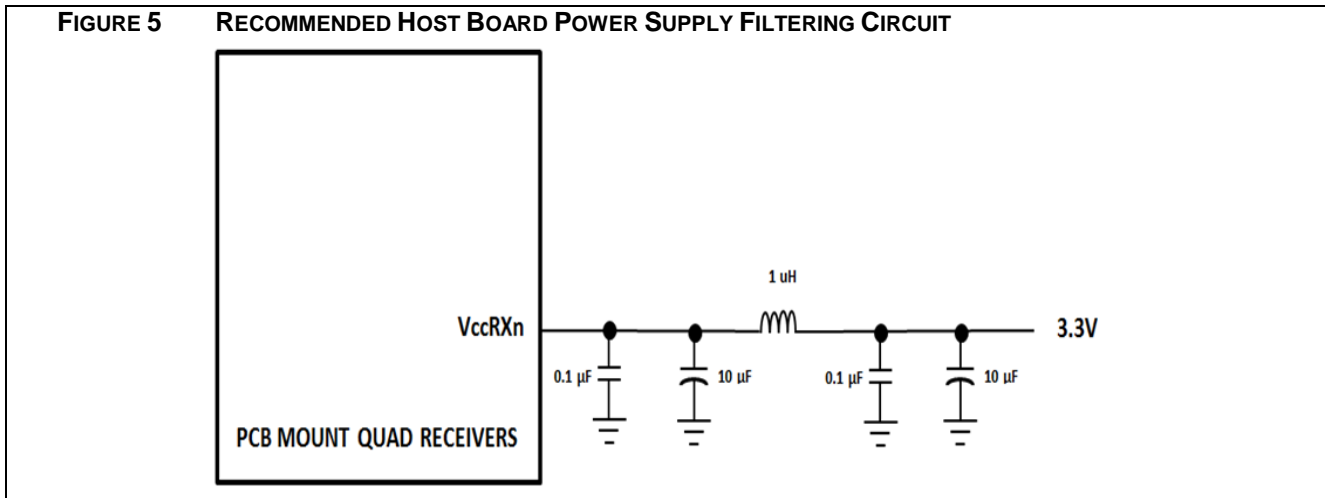 FIGURE 5 RECOMMENDED HOST BOARD POWER SUPPLY FILTERING CIRCUIT
1 uH
VccRXn
3.3V
0.1 µF
10 µF
0.1 µF
10 µF
PCB MOUNT QUAD RECEIVERS